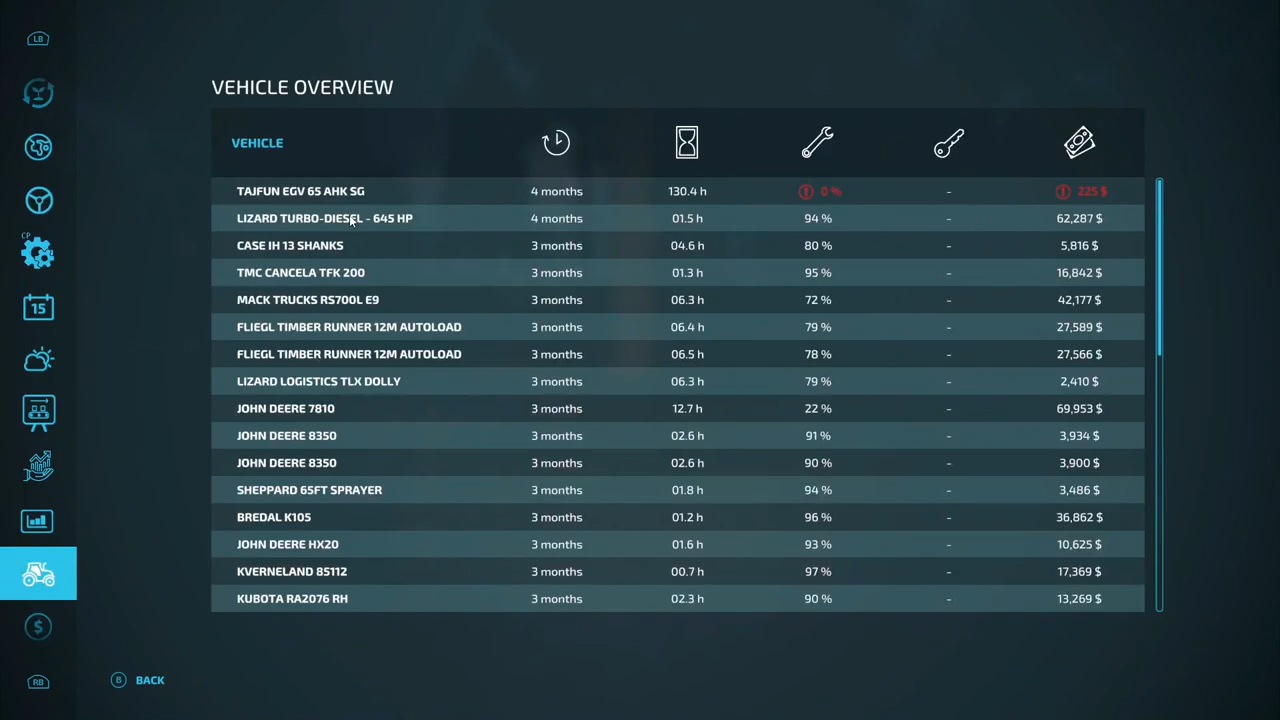 LB
VEHICLE OVERVIEW
VEHICLE
TAJFUN EGV 65 AHK SG 4 months 130.4 h ! 0 % - ! 225 $
LIZARD TURBO-DIESEL - 645 HP 4 months 01.5 h 94 % - 62,287 $
CP
CASE IH 13 SHANKS 3 months 04.6 h 80 % - 5,816 $
TMC CANCELA TFK 200 3 months 01.3 h 95 % - 16,842 $
15
MACK TRUCKS RS700L E9 3 months 06.3 h 72 % - 42,177 $
FLIEGL TIMBER RUNNER 12M AUTOLOAD 3 months 06.4 h 79 % - 27,589 $
FLIEGL TIMBER RUNNER 12M AUTOLOAD 3 months 06.5 h 78 % - 27,566 $
LIZARD LOGISTICS TLX DOLLY 3 months 06.3 h 79 % - 2,410 $
JOHN DEERE 7810 3 months 12.7 h 22 % - 69,953 $
JOHN DEERE 8350 3 months 02.6 h 91 % - 3,934 $
JOHN DEERE 8350 3 months 02.6 h 90 % - 3,900 $
SHEPPARD 65FT SPRAYER 3 months 01.8 h 94 % - 3,486 $
BREDAL K105 3 months 01.2 h 96 % - 36,862 $
JOHN DEERE HX20 3 months 01.6 h 93 % - 10,625 $
KVERNELAND 85112 3 months 00.7 h 97 % - 17,369 $
KUBOTA RA2076 RH 3 months 02.3 h 90 % - 13,269 $
$
RB
B BACK